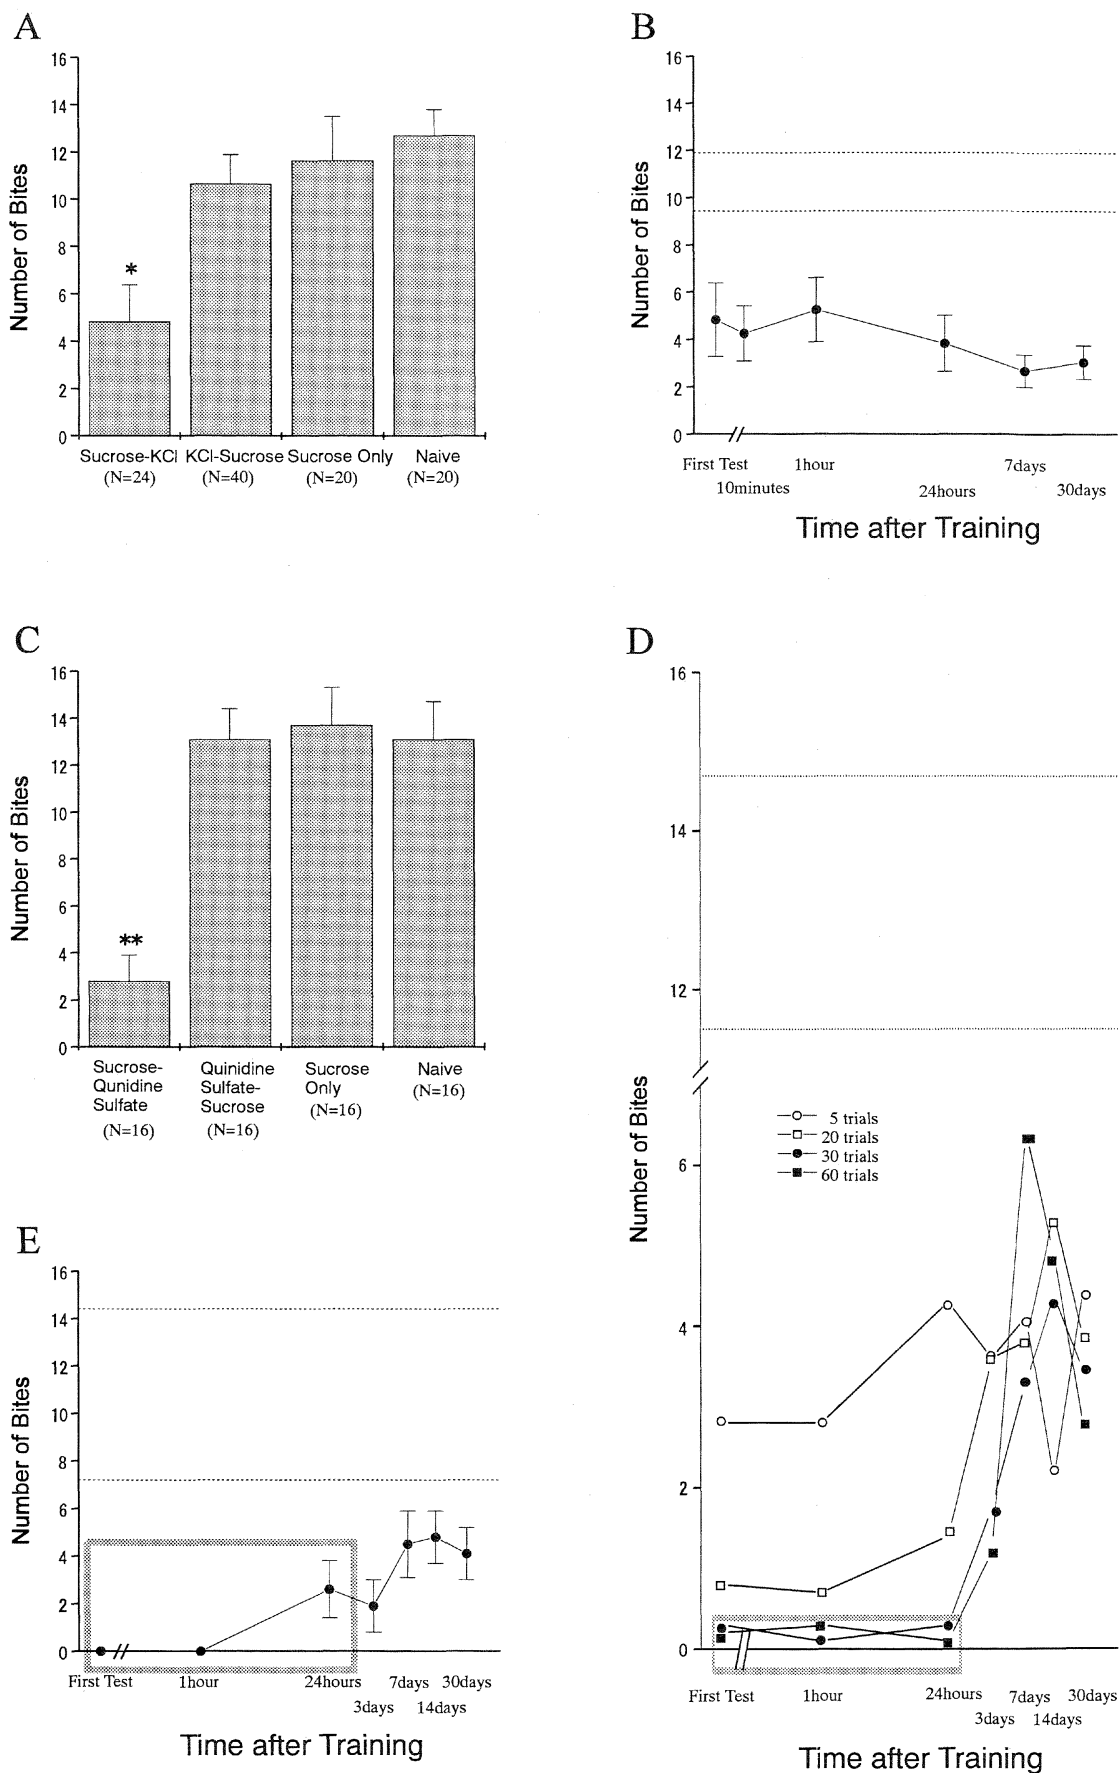 A
16
14
12
10
8
6
4
2
0
Number of Bites
*
Sucrose-KCl KCl-Sucrose Sucrose Only Naive
(N=24) (N=40) (N=20) (N=20)
B
16
14
12
10
8
6
4
2
0
Number of Bites
First Test 1hour 7days
10minutes 24hours 30days
Time after Training
C
16
14
12
10
8
6
4
2
0
Number of Bites
**
Sucrose-
Qunidine
Sulfate
(N=16)
Quinidine
Sulfate-
Sucrose
(N=16)
Sucrose
Only
(N=16)
Naive
(N=16)
D
16
14
12
6
4
2
0
Number of Bites
5 trials
20 trials
30 trials
60 trials
First Test 1hour 24hours 7days 30days
3days 14days
Time after Training
E
16
14
12
10
8
6
4
2
0
Number of Bites
First Test 1hour 24hours 7days 30days
3days 14days
Time after Training